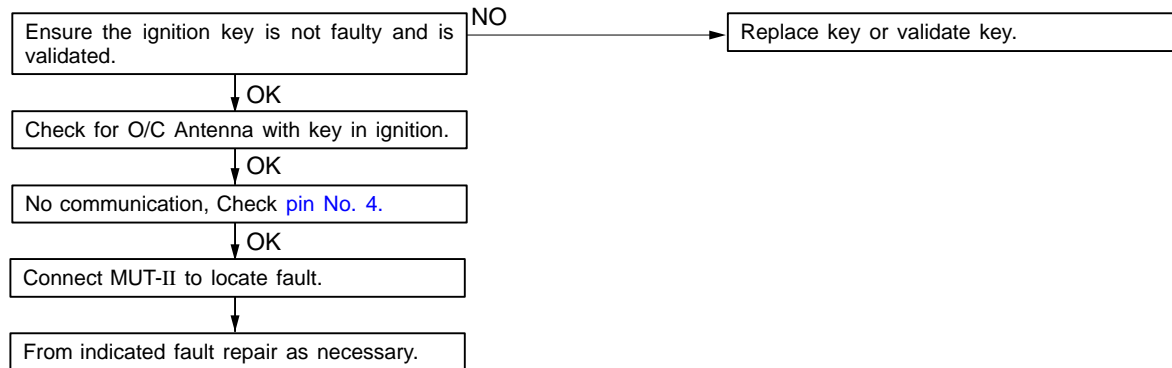 Ensure the ignition key is not faulty and is
validated.
NO
Replace key or validate key.
OK
Check for O/C Antenna with key in ignition.
OK
No communication, Check pin No. 4.
OK
Connect MUT-II to locate fault.
From indicated fault repair as necessary.